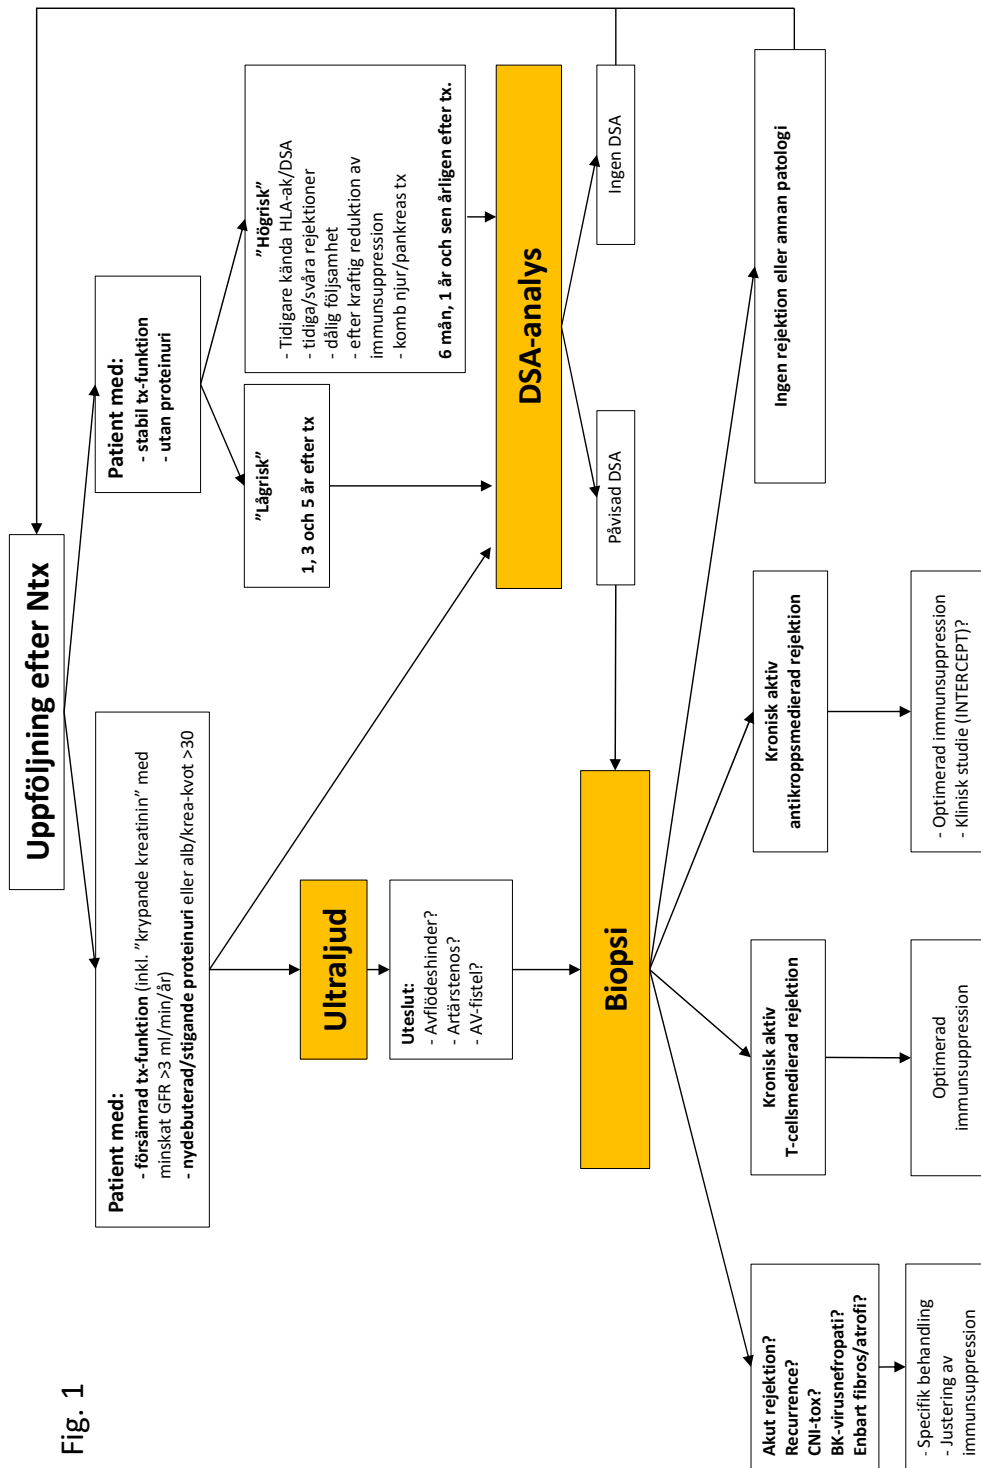 Fig. 1
Uppföljning efter Ntx
Patient med:
- försämrad tx-funktion (inkl. ”krypande kreatinin” med
minskat GFR >3 ml/min/år)
- nydebuterad/stigande proteinuri eller alb/krea-kvot >30
Patient med:
- stabil tx-funktion
- utan proteinuri
”Lågrisk”
1, 3 och 5 år efter tx
”Högrisk”
- Tidigare kända HLA-ak/DSA
- tidiga/svåra rejektioner
- dålig följsamhet
- efter kraftig reduktion av
immunsuppression
- komb njur/pankreas tx
6 mån, 1 år och sen årligen efter tx.
Ultraljud
Uteslut:
- Avflödeshinder?
- Artärstenos?
- AV-fistel?
DSA-analys
Påvisad DSA
Ingen DSA
Biopsi
Akut rejektion?
Recurrence?
CNI-tox?
BK-virusnefropati?
Enbart fibros/atrofi?
Kronisk aktiv
T-cellsmedierad rejektion
Kronisk aktiv
antikroppsmedierad rejektion
Ingen rejektion eller annan patologi
- Specifik behandling
- Justering av
immunsuppression
Optimerad
immunsuppression
- Optimerad immunsuppression
- Klinisk studie (INTERCEPT)?